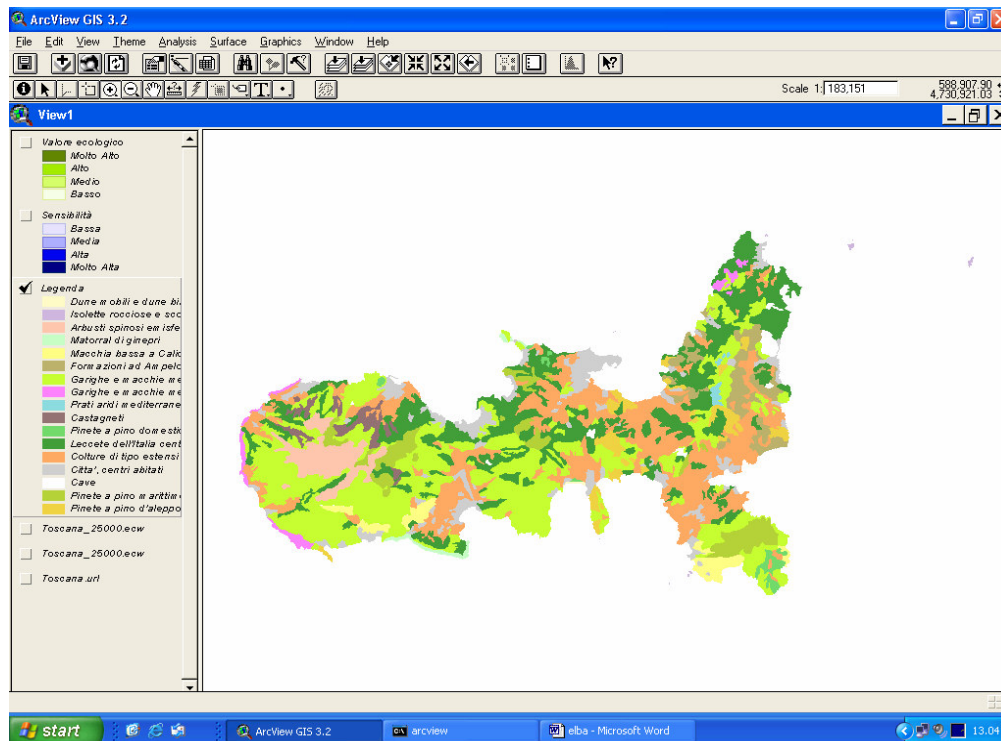 ArcView GIS 3.2
File Edit View Theme Analysis Surface Graphics Window Help
Scale 1: 183,151
588,907.90
4,730,921.03
View1
Valore ecologico
Molto Alto
Alto
Medio
Basso
Sensibilità
Bassa
Media
Alta
Molto Alta
Legenda
Dune mobili e dune bi
Isolette rocciose e sco
Arbusti spinosi emisfe
Matorral di ginepri
Macchia bassa a Calic
Formazioni ad Ampelo
Garighe e macchie me
Garighe e macchie me
Prati aridi mediterrane
Castagneti
Pinete a pino domestic
Leccete dell'Italia cent
Colture di tipo estensi
Citta', centri abitati
Cave
Pinete a pino marittim
Pinete a pino d'aleppo
Toscana_25000.ecw
Toscana_25000.ecw
Toscana.url
start
ArcView GIS 3.2
arcview
elba - Microsoft Word
13.04